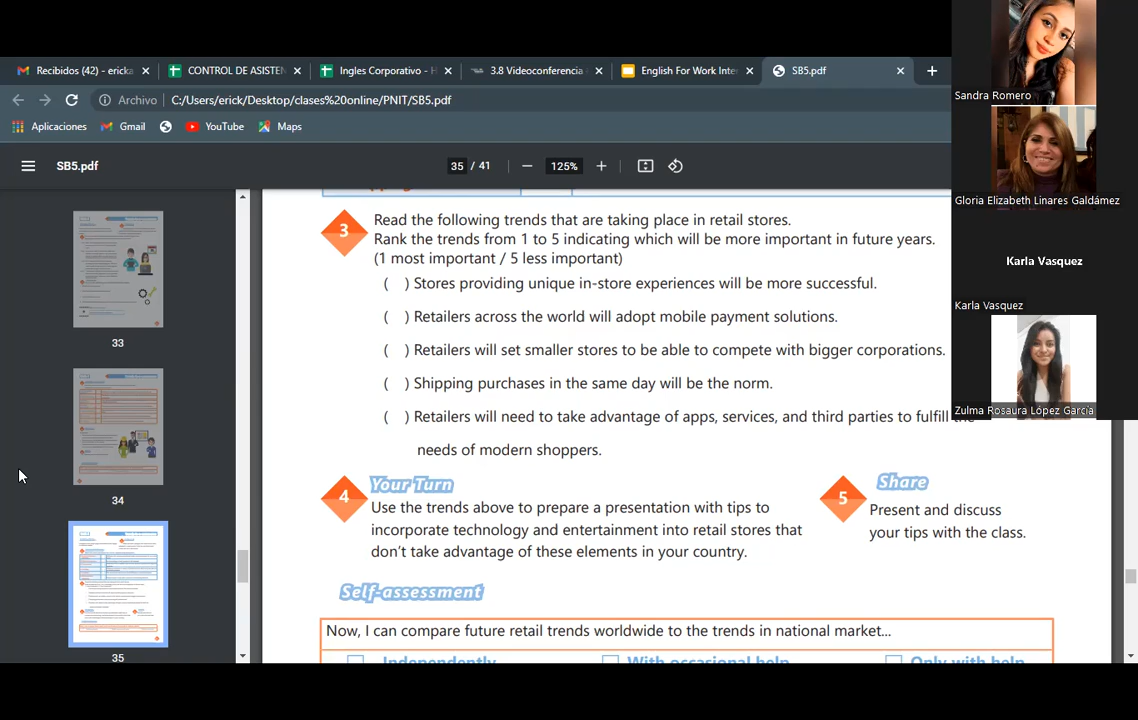 Recibidos (42) - ericka
CONTROL DE ASISTEN
Ingles Corporativo - H
3.8 Videoconferencia
English For Work Inter
SB5.pdf
Archivo
C:/Users/erick/Desktop/clases%20online/PNIT/SB5.pdf
Aplicaciones
Gmail
YouTube
Maps
SB5.pdf
35 / 41
125%
33
34
35
3
Read the following trends that are taking place in retail stores.
Rank the trends from 1 to 5 indicating which will be more important in future years.
(1 most important / 5 less important)
( ) Stores providing unique in-store experiences will be more successful.
( ) Retailers across the world will adopt mobile payment solutions.
( ) Retailers will set smaller stores to be able to compete with bigger corporations.
( ) Shipping purchases in the same day will be the norm.
( ) Retailers will need to take advantage of apps, services, and third parties to fulfill the
needs of modern shoppers.
4
Your Turn
Use the trends above to prepare a presentation with tips to
incorporate technology and entertainment into retail stores that
don't take advantage of these elements in your country.
5
Share
Present and discuss
your tips with the class.
Self-assessment
Now, I can compare future retail trends worldwide to the trends in national market...
Independently
With occasional help
Only with help
Sandra Romero
Gloria Elizabeth Linares Galdámez
Karla Vasquez
Karla Vasquez
Zulma Rosaura López García